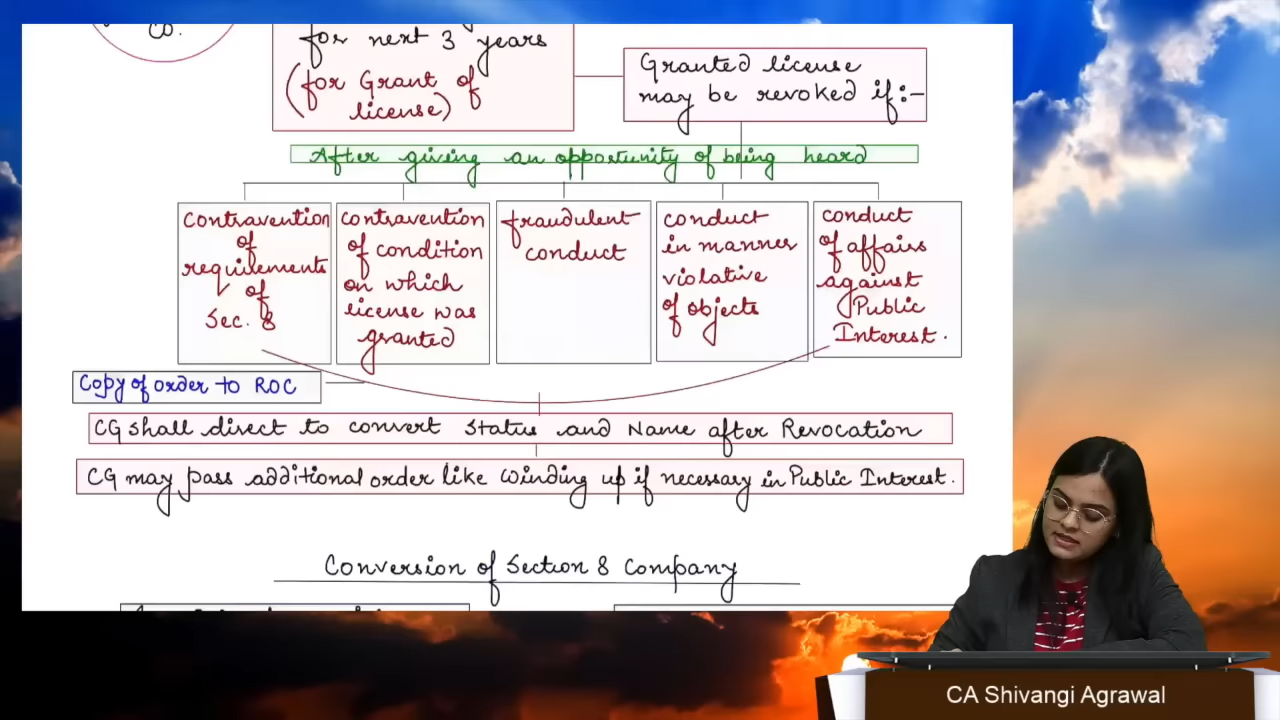 Co.
for next 3 years
(for Grant of
license)
Granted license
may be revoked if:-
After giving an opportunity of being heard
contravention
of
requirements
of
Sec. 8
contravention
of condition
on which
license was
granted
fraudulent
conduct
conduct
in manner
violative
of objects
conduct
of affairs
against
Public
Interest.
Copy of order to ROC
CG shall direct to convert Status and Name after Revocation
CG may pass additional order like winding up if necessary in Public Interest.
Conversion of Section 8 Company
CA Shivangi Agrawal